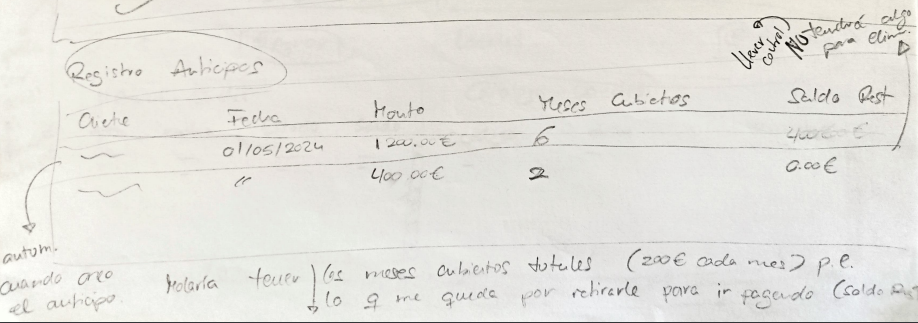 Llevar control
NO tendrá algo
para elim.
Registro Anticipos
Cliente Fecha Monto Meses Cubiertos Saldo Rest
01/05/2024 1200.00€ 6 400.00€
" 400.00€ 2 0.00€
autom.
cuando creo
el anticipo.
Molaría tener los meses cubiertos totales (200€ cada mes) p.e.
lo q me queda por retirarle para ir pagando (Saldo Rest